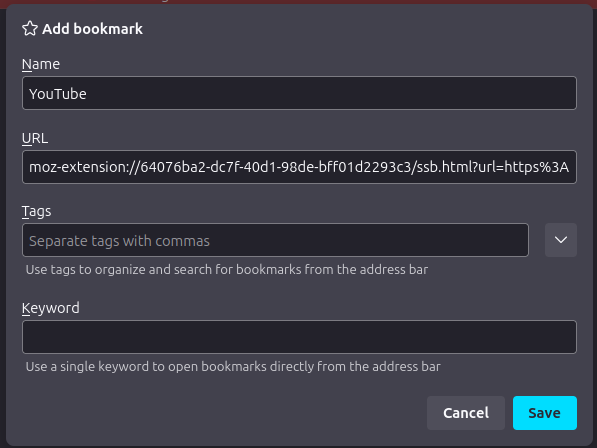 Add bookmark
Name
YouTube
URL
moz-extension://64076ba2-dc7f-40d1-98de-bff01d2293c3/ssb.html?url=https%3A
Tags
Separate tags with commas
Use tags to organize and search for bookmarks from the address bar
Keyword
Use a single keyword to open bookmarks directly from the address bar
Cancel Save